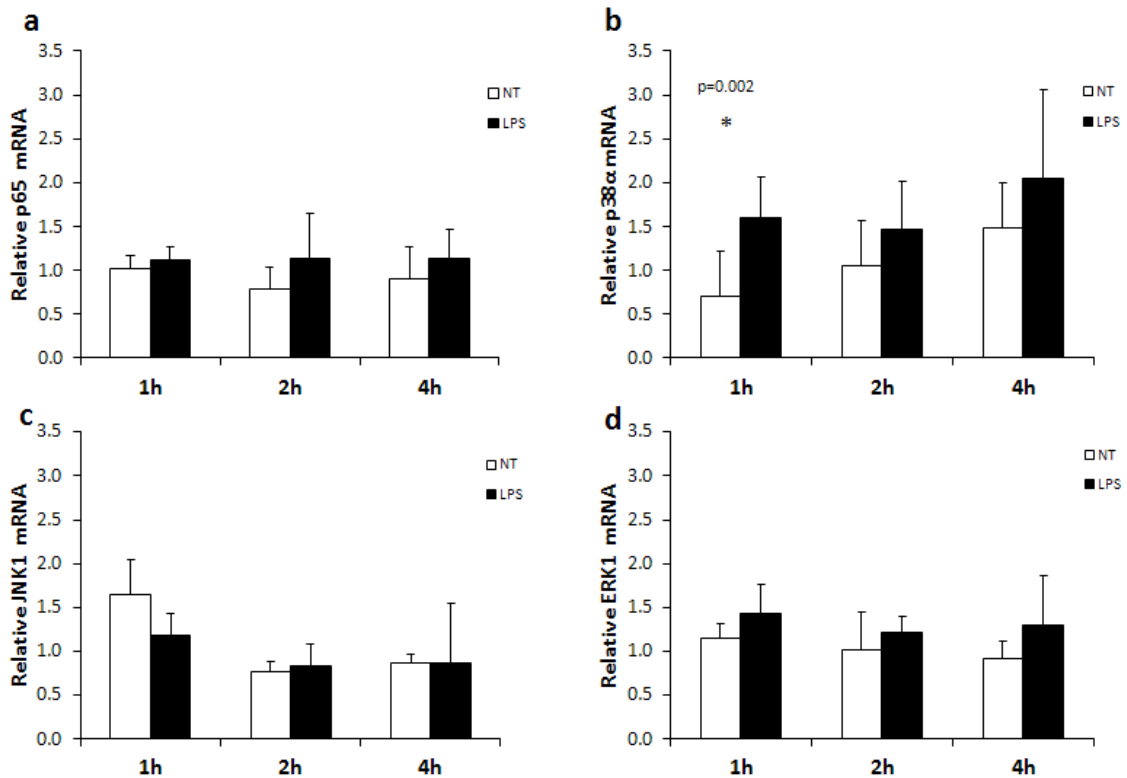 a
Relative p65 mRNA
3.5
3.0
2.5
2.0
1.5
1.0
0.5
0.0
NT
LPS
1h 2h 4h
b
Relative p38α mRNA
3.5
3.0
2.5
2.0
1.5
1.0
0.5
0.0
p=0.002
*
NT
LPS
1h 2h 4h
c
Relative JNK1 mRNA
3.5
3.0
2.5
2.0
1.5
1.0
0.5
0.0
NT
LPS
1h 2h 4h
d
Relative ERK1 mRNA
3.5
3.0
2.5
2.0
1.5
1.0
0.5
0.0
NT
LPS
1h 2h 4h